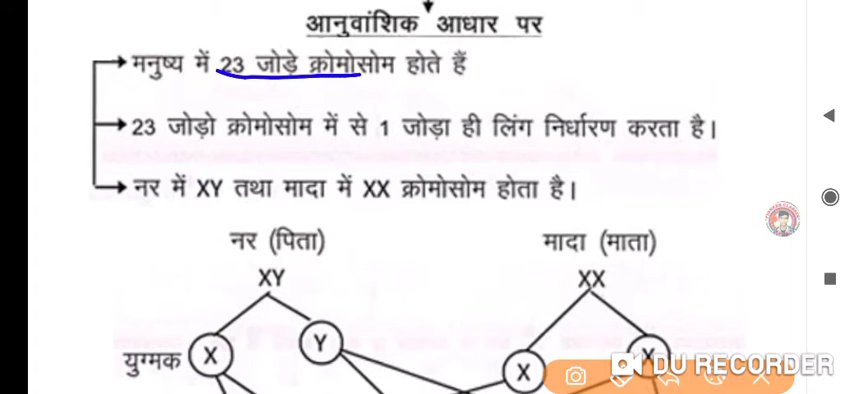 आनुवांशिक आधार पर
मनुष्य में 23 जोड़े क्रोमोसोम होते हैं
23 जोड़ो क्रोमोसोम में से 1 जोड़ा ही लिंग निर्धारण करता है।
नर में XY तथा मादा में XX क्रोमोसोम होता है।
नर (पिता) मादा (माता)
XY XX
युग्मक X Y X X
DU RECORDER